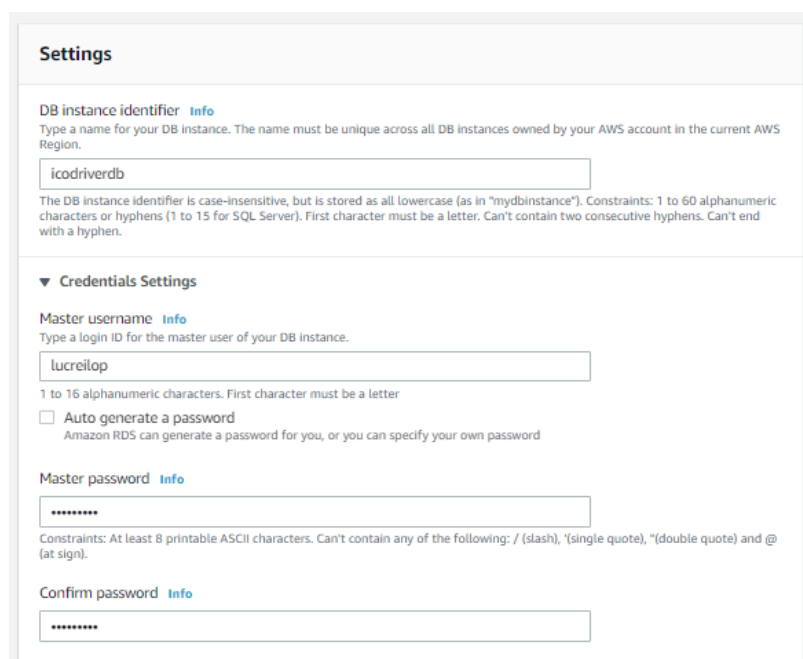 Settings
DB instance identifier Info
Type a name for your DB instance. The name must be unique across all DB instances owned by your AWS account in the current AWS
Region.
icodriverdb
The DB instance identifier is case-insensitive, but is stored as all lowercase (as in "mydbinstance"). Constraints: 1 to 60 alphanumeric
characters or hyphens (1 to 15 for SQL Server). First character must be a letter. Can't contain two consecutive hyphens. Can't end
with a hyphen.
▼ Credentials Settings
Master username Info
Type a login ID for the master user of your DB instance.
lucreilop
1 to 16 alphanumeric characters. First character must be a letter
Auto generate a password
Amazon RDS can generate a password for you, or you can specify your own password
Master password Info
•••••••••
Constraints: At least 8 printable ASCII characters. Can't contain any of the following: / (slash), '(single quote), "(double quote) and @
(at sign).
Confirm password Info
•••••••••